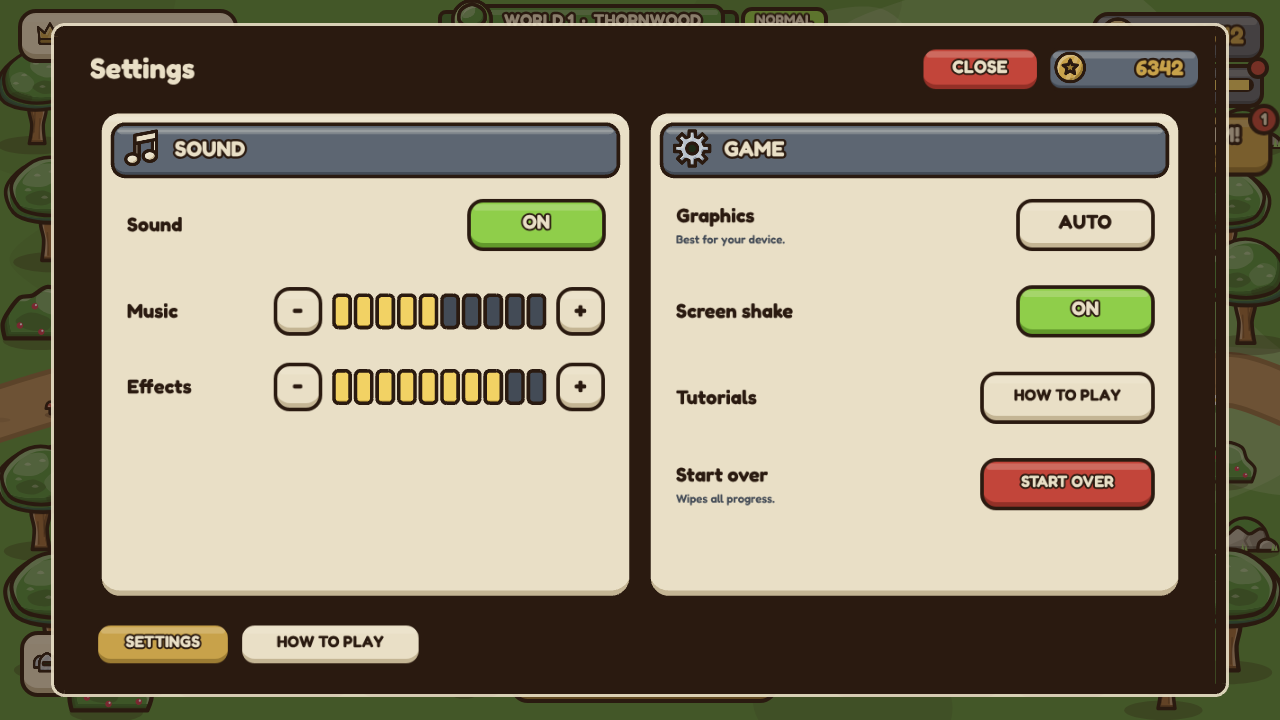 WORLD 1 · THORNWOOD
NORMAL
Settings
CLOSE
6342
1
SOUND
Sound
ON
Music
-
+
Effects
-
+
GAME
Graphics
Best for your device.
AUTO
Screen shake
ON
Tutorials
HOW TO PLAY
Start over
Wipes all progress.
START OVER
SETTINGS
HOW TO PLAY